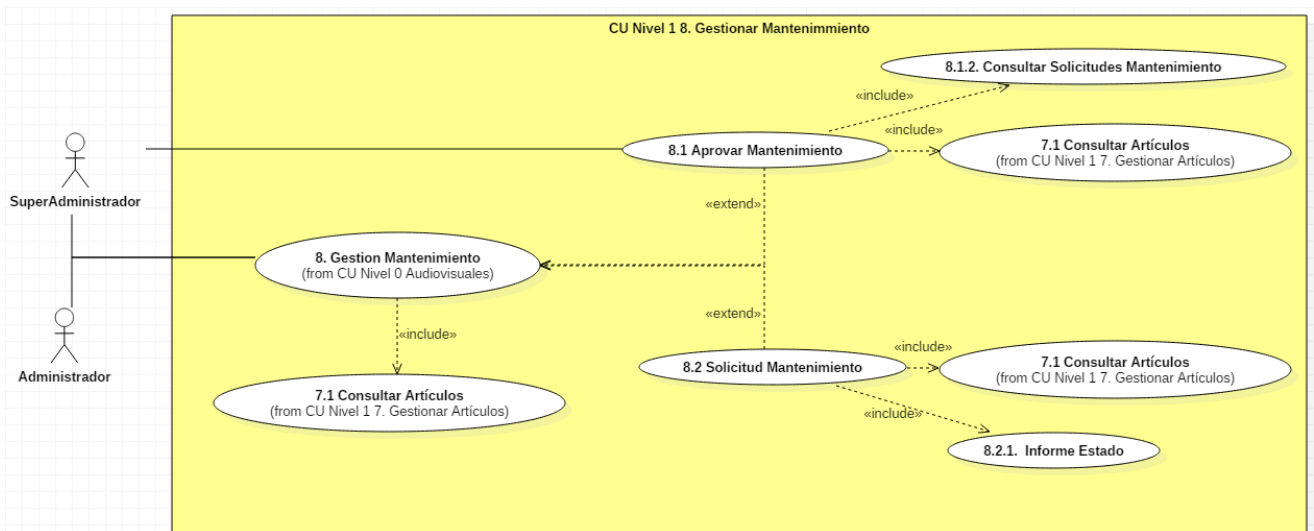 CU Nivel 1 8. Gestionar Mantenimmiento
8.1.2. Consultar Solicitudes Mantenimiento
«include»
«include»
8.1 Aprovar Mantenimiento
7.1 Consultar Artículos
(from CU Nivel 1 7. Gestionar Artículos)
SuperAdministrador
«extend»
8. Gestion Mantenimiento
(from CU Nivel 0 Audiovisuales)
«extend»
«include»
Administrador
8.2 Solicitud Mantenimiento
«include»
7.1 Consultar Artículos
(from CU Nivel 1 7. Gestionar Artículos)
7.1 Consultar Artículos
(from CU Nivel 1 7. Gestionar Artículos)
«include»
8.2.1. Informe Estado